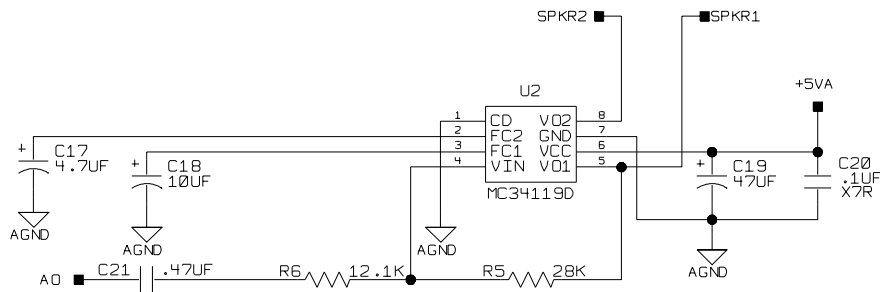 SPKR2
SPKR1
U2
+5VA
1 CD VO2 8
2 FC2 GND 7
3 FC1 VCC 6
4 VIN VO1 5
MC34119D
+ C17
4.7UF
+ C18
10UF
+ C19
47UF
C20
.1UF
X7R
AGND
AGND
AGND
AGND
AO
C21 .47UF
R6 12.1K
R5 28K